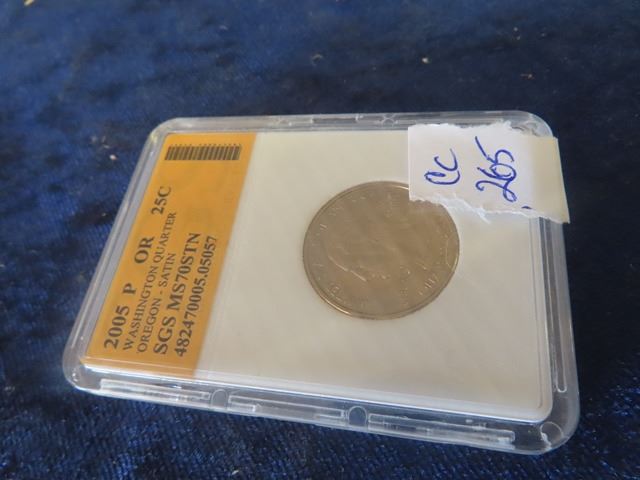 2005 P OR 25C
WASHINGTON QUARTER
OREGON - SATIN
SGS MS70STN
482470005.05057
CC
265